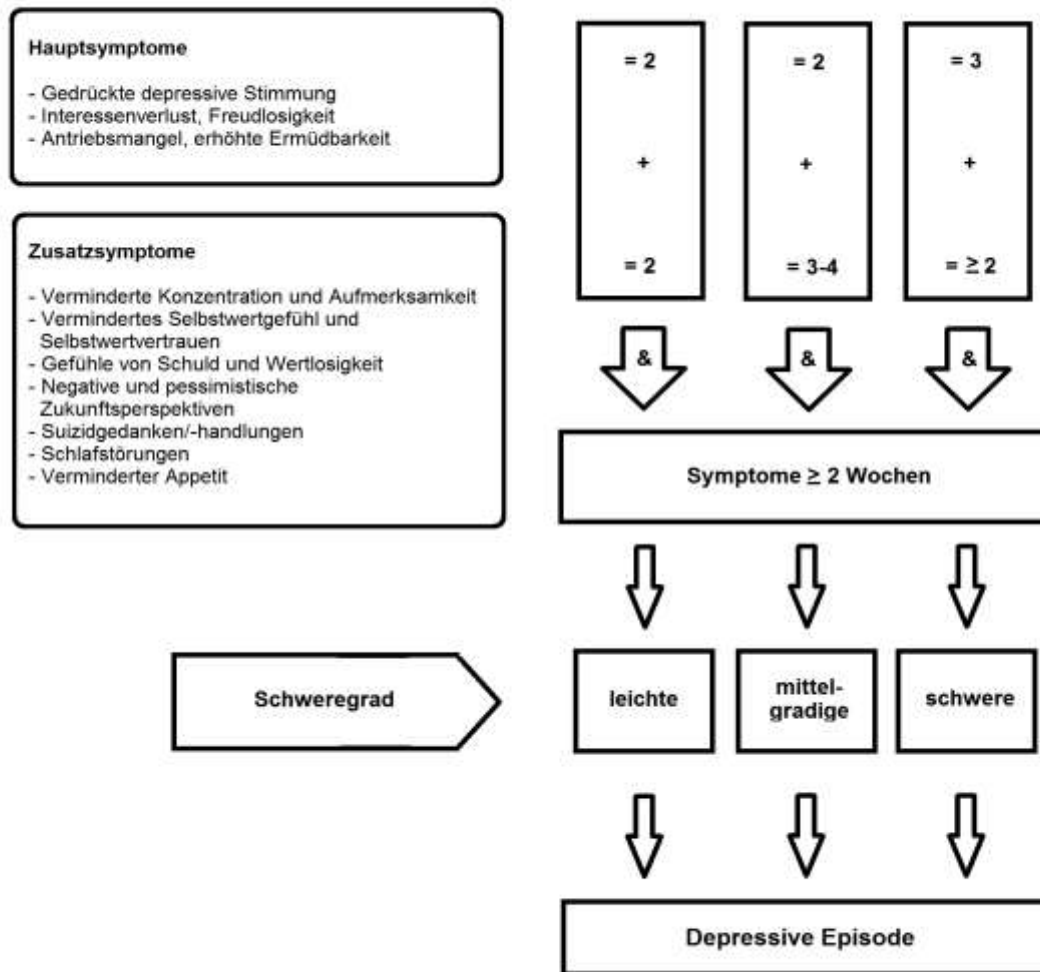 Hauptsymptome
- Gedrückte depressive Stimmung
- Interessenverlust, Freudlosigkeit
- Antriebsmangel, erhöhte Ermüdbarkeit
Zusatzsymptome
- Verminderte Konzentration und Aufmerksamkeit
- Vermindertes Selbstwertgefühl und
Selbstwertvertrauen
- Gefühle von Schuld und Wertlosigkeit
- Negative und pessimistische
Zukunftsperspektiven
- Suizidgedanken/-handlungen
- Schlafstörungen
- Verminderter Appetit
= 2
= 2
= 3
+
+
+
= 2
= 3-4
= ≥ 2
&
&
&
Symptome ≥ 2 Wochen
Schweregrad
leichte
mittel-
gradige
schwere
Depressive Episode